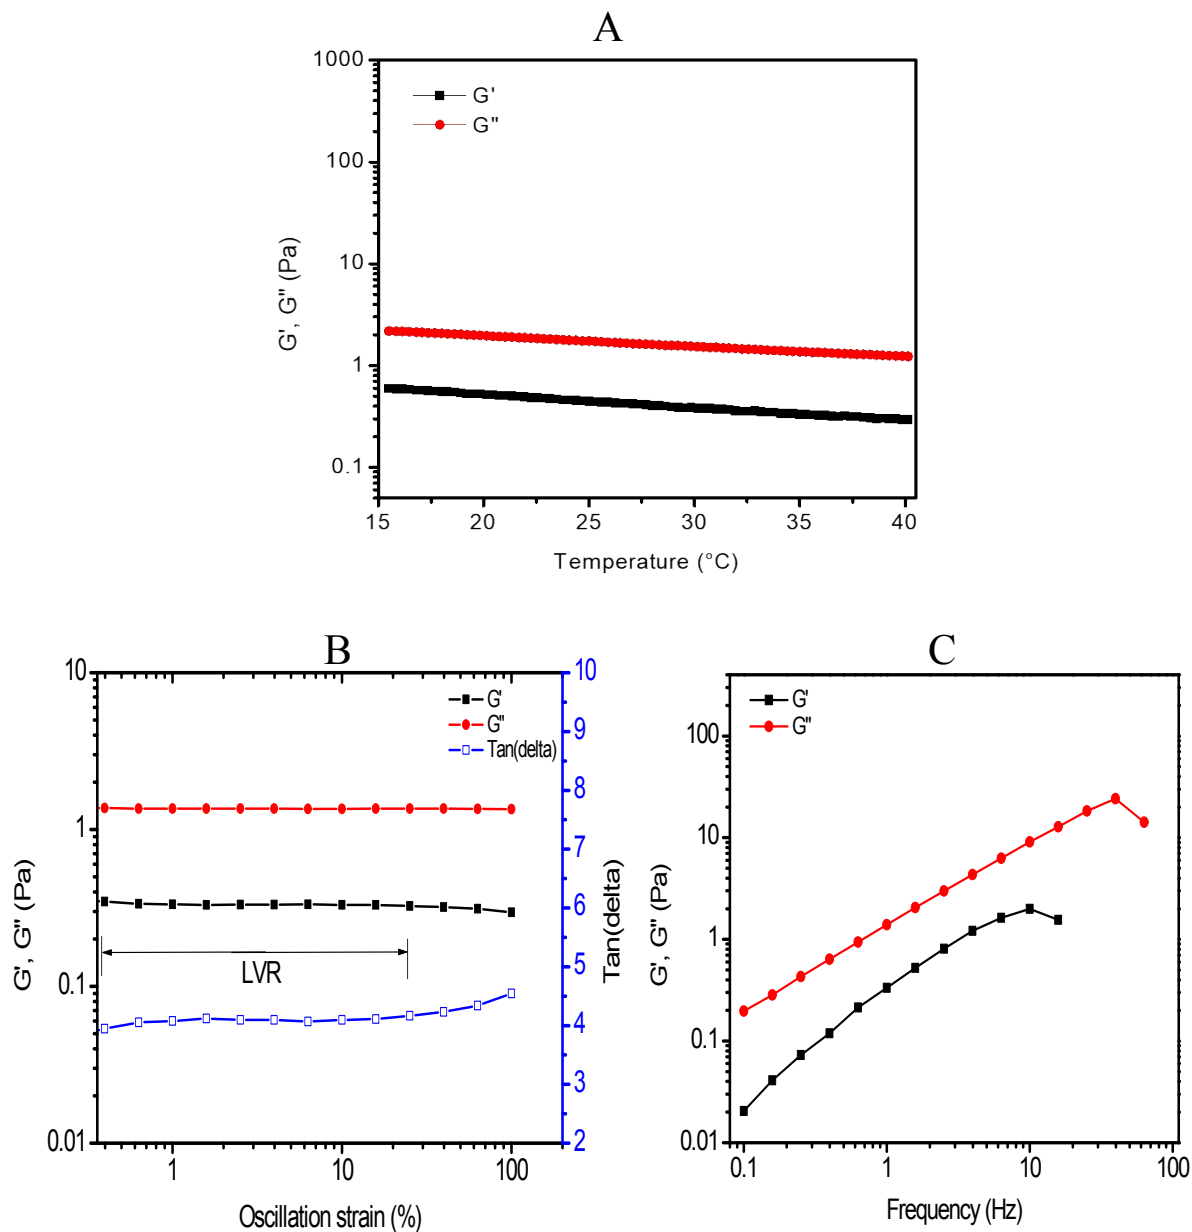 A
1000
100
10
1
0.1
G', G" (Pa)
G'
G"
15
20
25
30
35
40
Temperature (°C)
B
10
1
0.1
0.01
G', G" (Pa)
G'
G"
Tan(delta)
LVR
10
9
8
7
6
5
4
3
2
Tan(delta)
1
10
100
Oscillation strain (%)
C
100
10
1
0.1
0.01
G', G" (Pa)
G'
G"
0.1
1
10
100
Frequency (Hz)